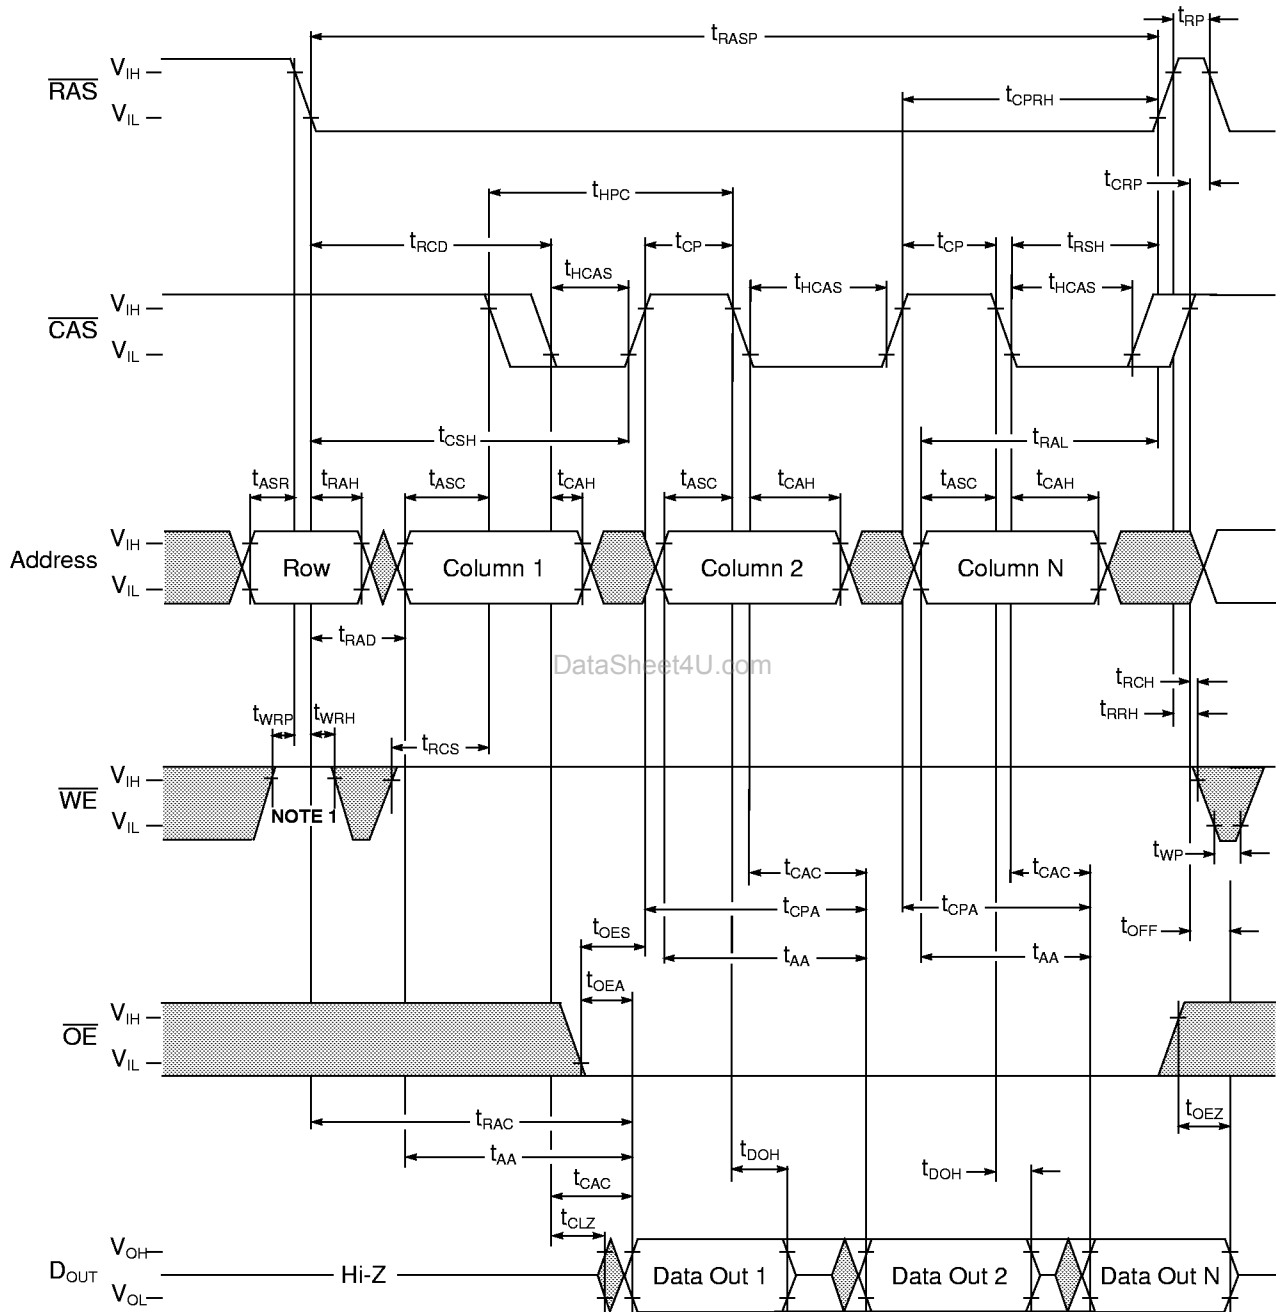 tRP
tRASP
VIH
RAS
tCPRH
VIL
tCRP
tHPC
tRCD
tCP
tCP
tRSH
tHCAS
tHCAS
tHCAS
VIH
CAS
VIL
tCSH
tRAL
tASR
tRAH
tASC
tCAH
tASC
tCAH
tASC
tCAH
VIH
Address
Row
Column 1
Column 2
Column N
VIL
tRAD
DataSheet4U.com
tRCH
tRRH
tWRP
tWRH
tRCS
VIH
WE
NOTE 1
VIL
tWP
tCAC
tCAC
tCPA
tCPA
tOES
tOFF
tAA
tAA
tOEA
VIH
OE
VIL
tRAC
tOEZ
tAA
tDOH
tDOH
tCAC
tCLZ
VOH
DOUT
Hi-Z
Data Out 1
Data Out 2
Data Out N
VOL